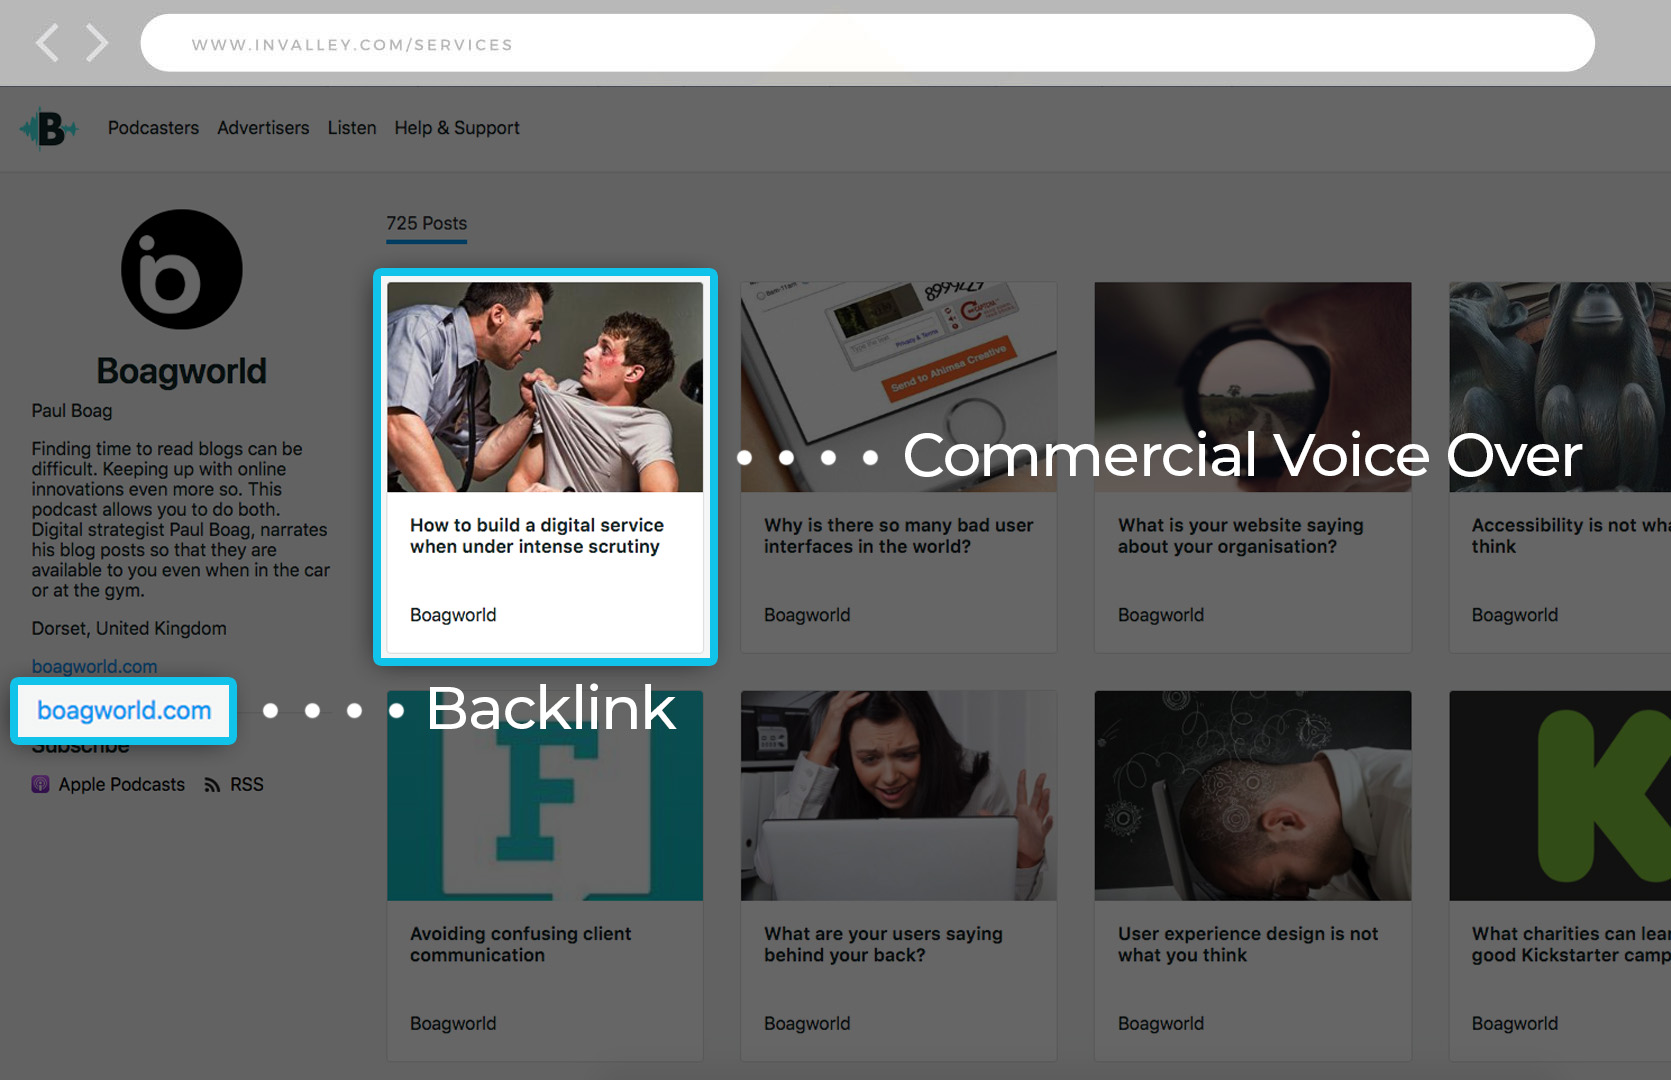 WWW.INVALLEY.COM/SERVICES
B
Podcasters Advertisers Listen Help & Support
Boagworld
Paul Boag
Finding time to read blogs can be
difficult. Keeping up with online
innovations even more so. This
podcast allows you to do both.
Digital strategist Paul Boag, narrates
his blog posts so that they are
available to you even when in the car
or at the gym.
Dorset, United Kingdom
boagworld.com
boagworld.com
Backlink
Subscribe
Apple Podcasts RSS
725 Posts
How to build a digital service
when under intense scrutiny
Boagworld
Commercial Voice Over
8am-11am
Privacy & Terms
Send to Ahimsa Creative
Why is there so many bad user
interfaces in the world?
Boagworld
What is your website saying
about your organisation?
Boagworld
Accessibility is not wha
think
Boagworld
F
Avoiding confusing client
communication
Boagworld
What are your users saying
behind your back?
Boagworld
User experience design is not
what you think
Boagworld
K
What charities can lear
good Kickstarter camp
Boagworld